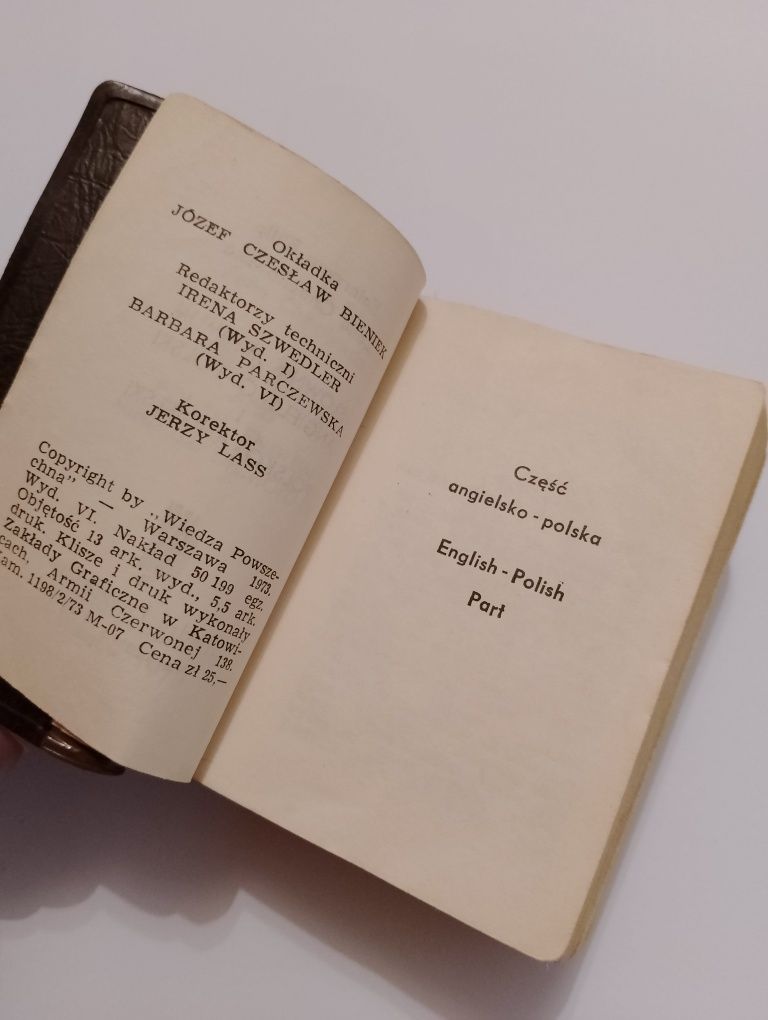 Okładka
JÓZEF CZESŁAW BIENIEK
Redaktorzy techniczni
IRENA SZWEDLER
(Wyd. I)
BARBARA PARCZEWSKA
(Wyd. VI)
Korektor
JERZY LASS
Copyright by „Wiedza Powsze-
chna" — Warszawa 1973.
Wyd. VI. Nakład 50 199 egz.
Objętość 13 ark. wyd., 5,5 ark.
druk. Klisze i druk wykonały
Zakłady Graficzne w Katowi-
cach. Armii Czerwonej 138.
Zam. 1198/2/73 M-07 Cena zł 25,—
Część
angielsko-polska
English-Polish
Part